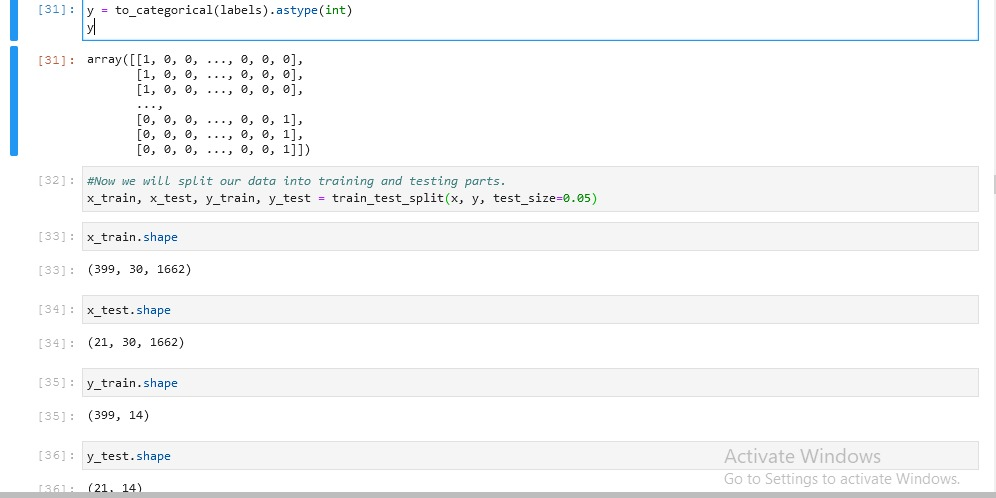 [31]: y = to_categorical(labels).astype(int)
y
[31]: array([[1, 0, 0, ..., 0, 0, 0],
[1, 0, 0, ..., 0, 0, 0],
[1, 0, 0, ..., 0, 0, 0],
...,
[0, 0, 0, ..., 0, 0, 1],
[0, 0, 0, ..., 0, 0, 1],
[0, 0, 0, ..., 0, 0, 1]])
[32]: #Now we will split our data into training and testing parts.
x_train, x_test, y_train, y_test = train_test_split(x, y, test_size=0.05)
[33]: x_train.shape
[33]: (399, 30, 1662)
[34]: x_test.shape
[34]: (21, 30, 1662)
[35]: y_train.shape
[35]: (399, 14)
[36]: y_test.shape
[36]: (21, 14)
Activate Windows
Go to Settings to activate Windows.